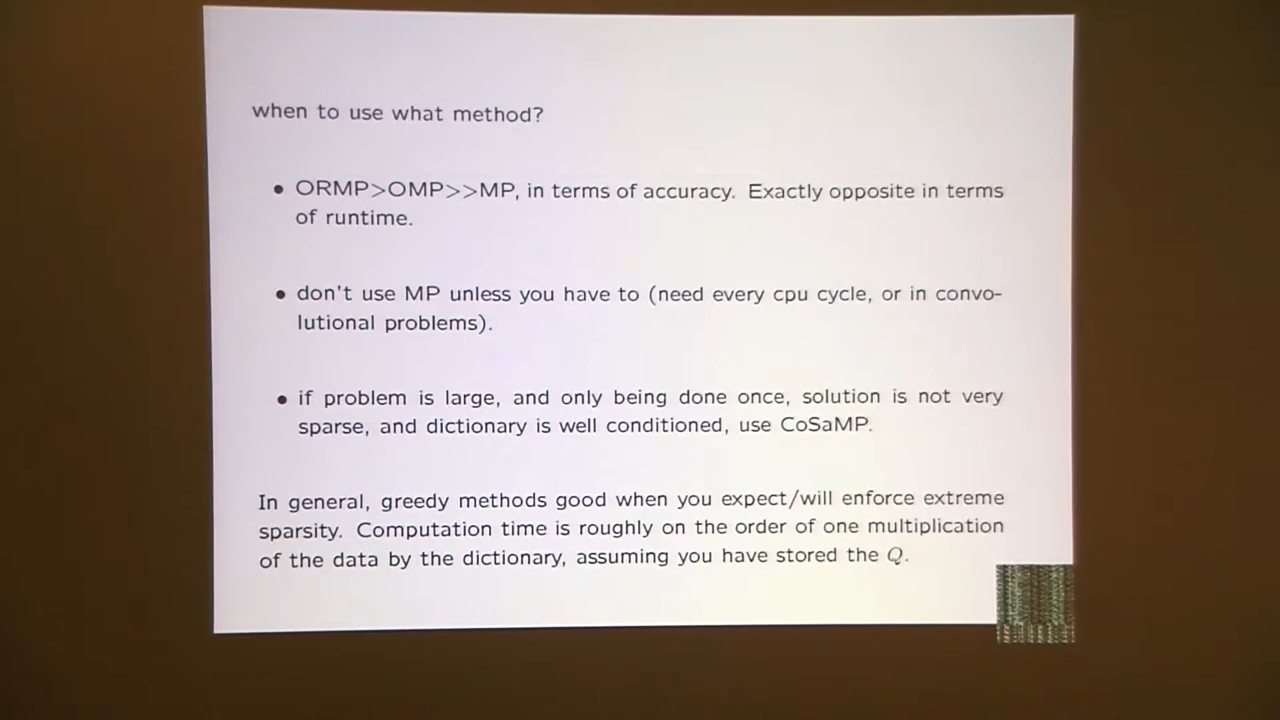 when to use what method?
• ORMP>OMP>>MP, in terms of accuracy. Exactly opposite in terms
of runtime.
• don't use MP unless you have to (need every cpu cycle, or in convo-
lutional problems).
• if problem is large, and only being done once, solution is not very
sparse, and dictionary is well conditioned, use CoSaMP.
In general, greedy methods good when you expect/will enforce extreme
sparsity. Computation time is roughly on the order of one multiplication
of the data by the dictionary, assuming you have stored the Q.